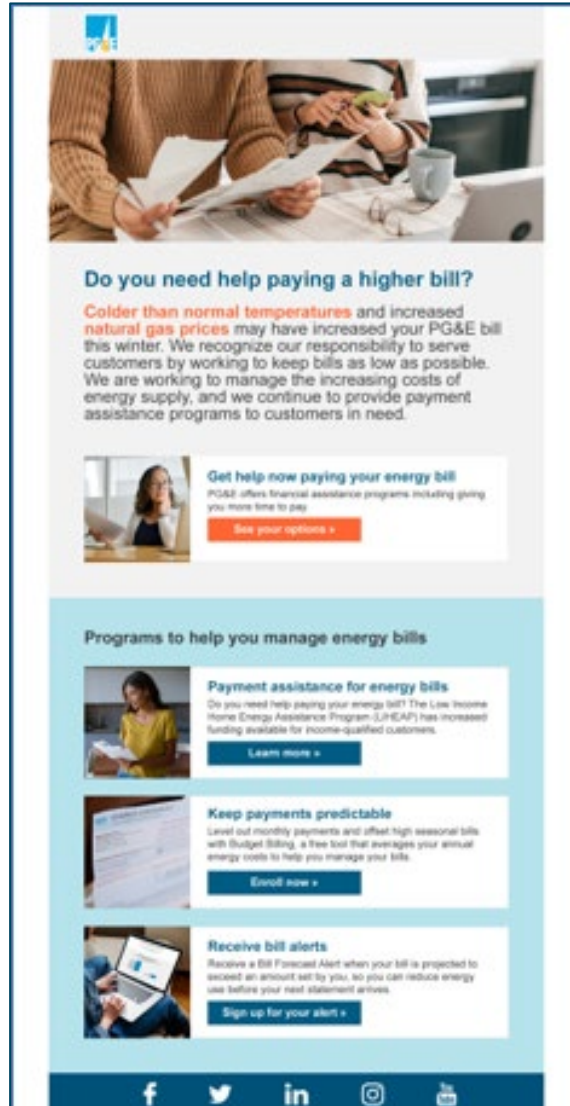 PG&E
Do you need help paying a higher bill?
Colder than normal temperatures and increased
natural gas prices may have increased your PG&E bill
this winter. We recognize our responsibility to serve
customers by working to keep bills as low as possible.
We are working to manage the increasing costs of
energy supply, and we continue to provide payment
assistance programs to customers in need.
Get help now paying your energy bill
PG&E offers financial assistance programs including giving
you more time to pay.
See your options »
Programs to help you manage energy bills
Payment assistance for energy bills
Do you need help paying your energy bill? The Low Income
Home Energy Assistance Program (LIHEAP) has increased
funding available for income-qualified customers.
Learn more »
Keep payments predictable
Level out monthly payments and offset high seasonal bills
with Budget Billing, a free tool that averages your annual
energy costs to help you manage your bills.
Enroll now »
Receive bill alerts
Receive a Bill Forecast Alert when your bill is projected to
exceed an amount set by you, so you can reduce energy
use before your next statement arrives.
Sign up for your alert »